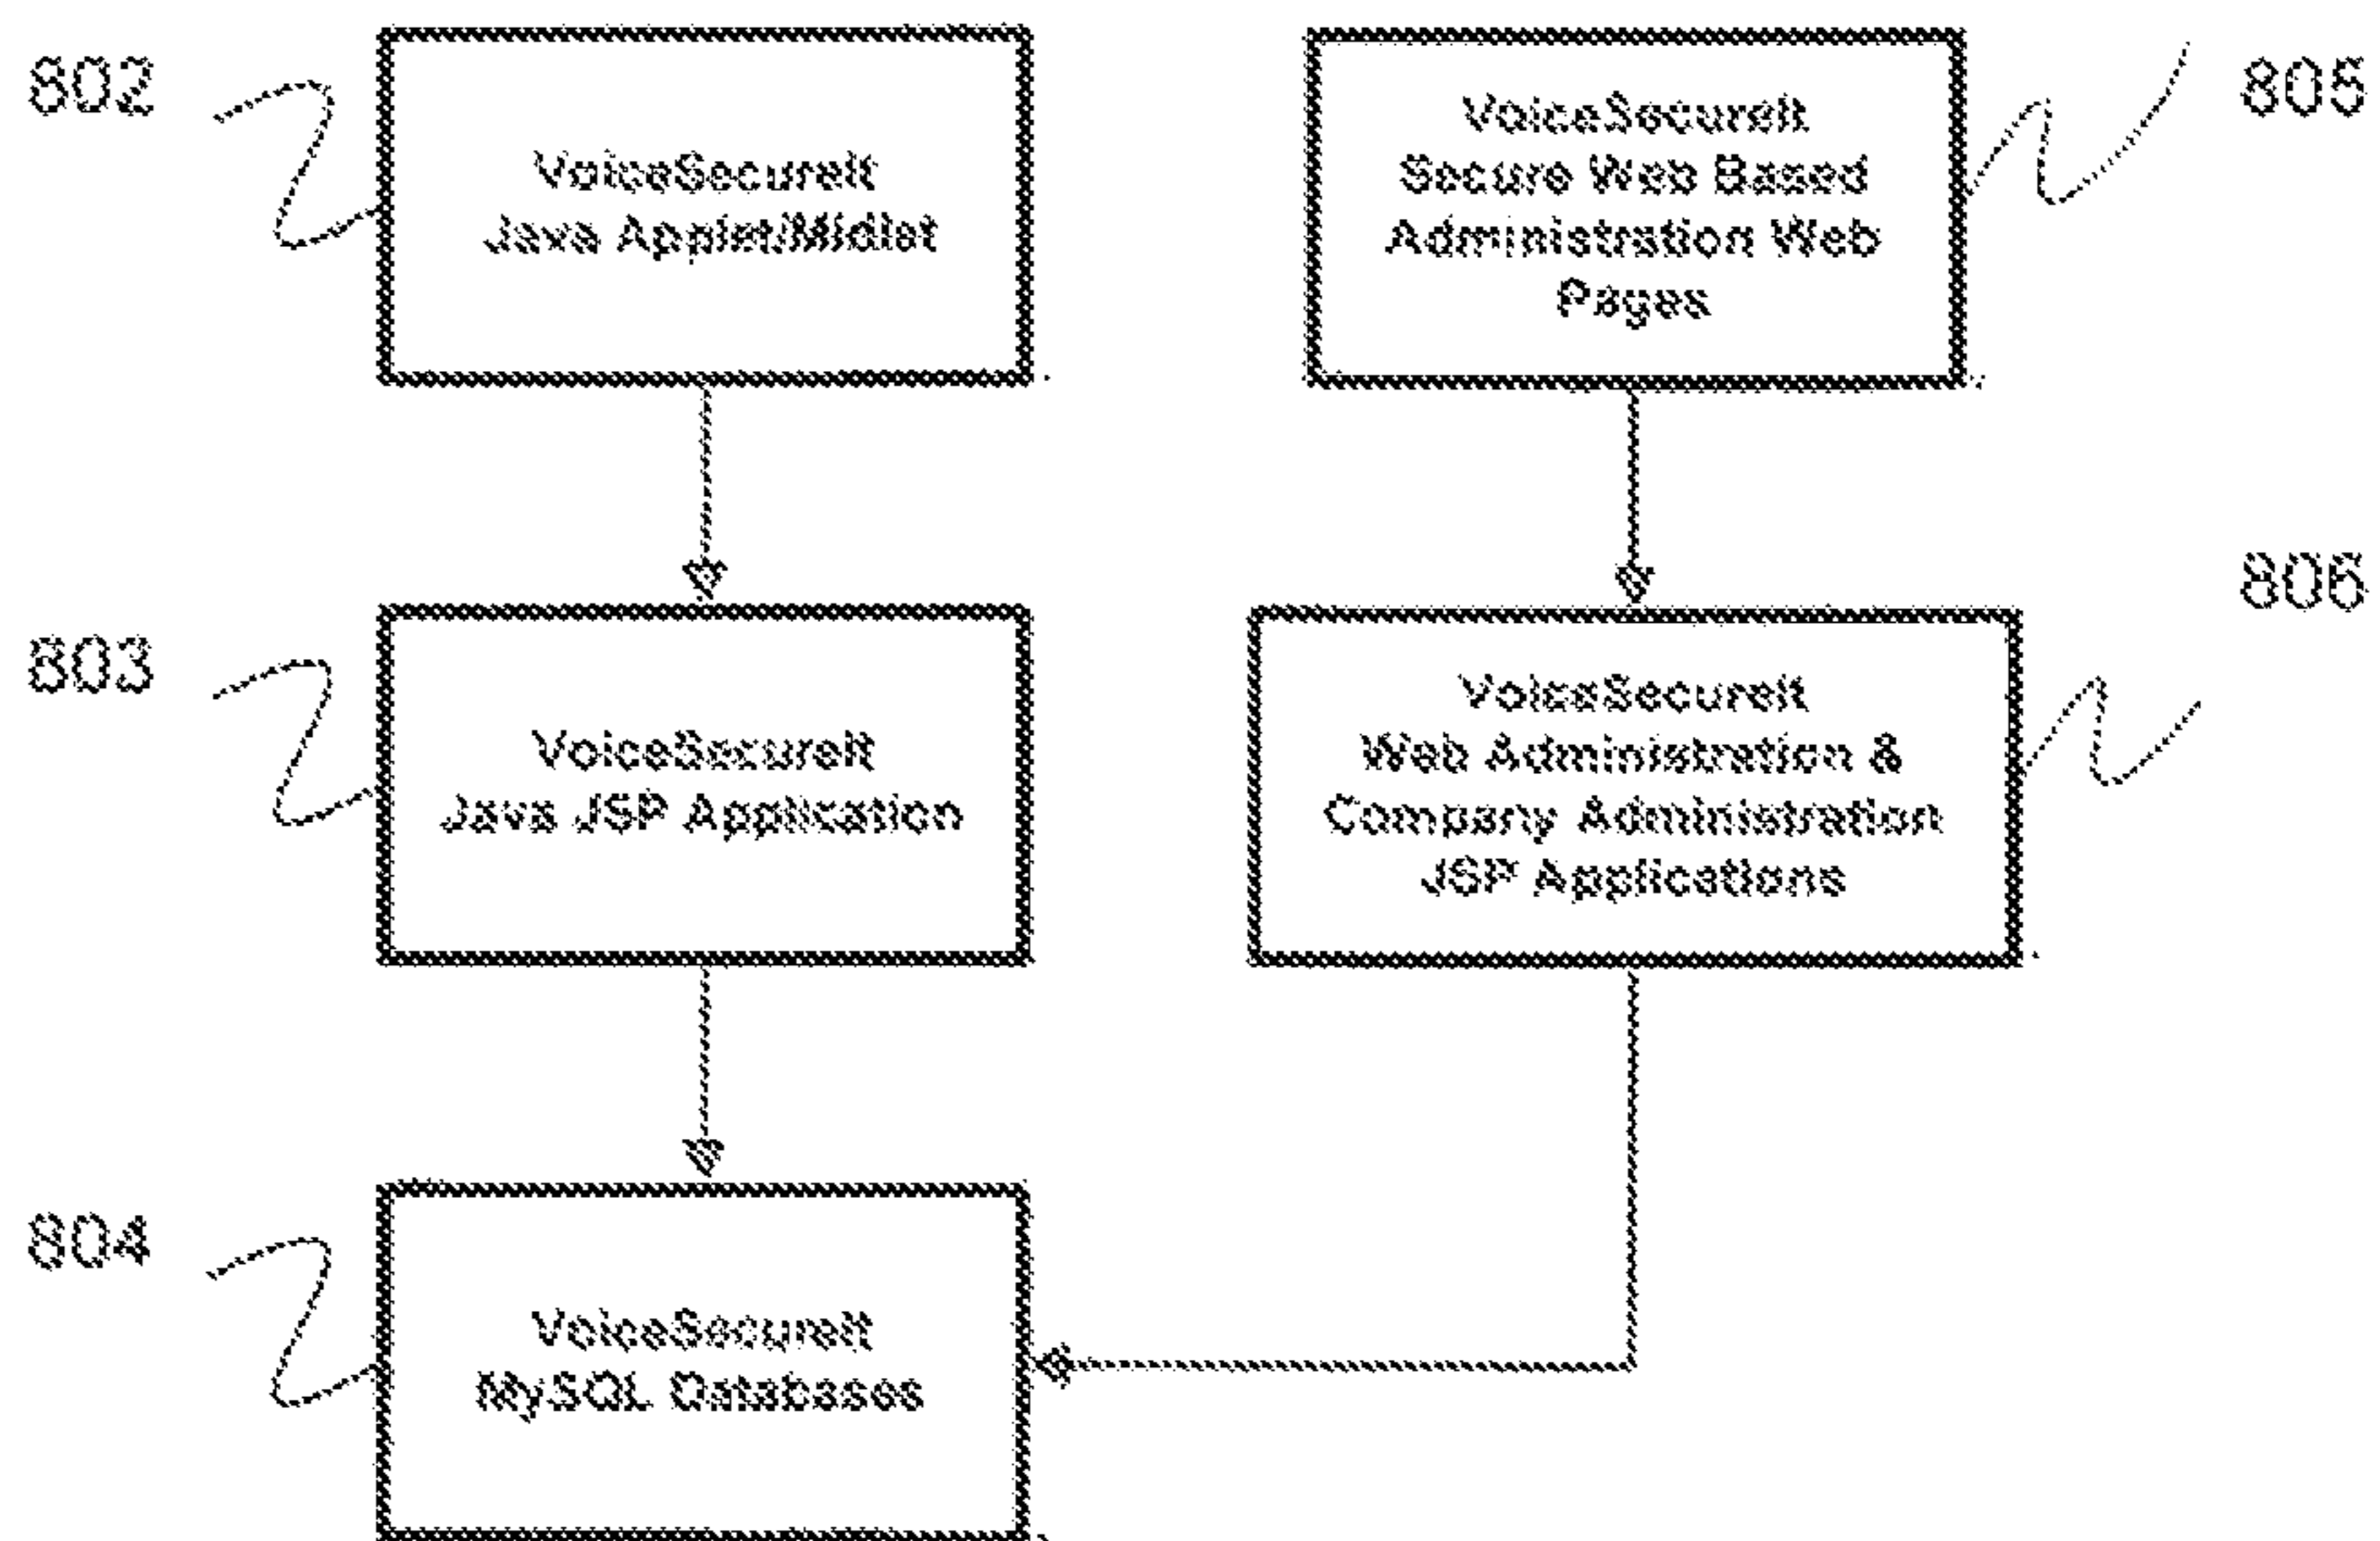 802
VoiceSecureIt
Java Applet/Midlet
803
VoiceSecureIt
Java JSP Application
804
VoiceSecureIt
MySQL Databases
805
VoiceSecureIt
Secure Web Based
Administration Web
Pages
806
VoiceSecureIt
Web Administration &
Company Administration
JSP Applications